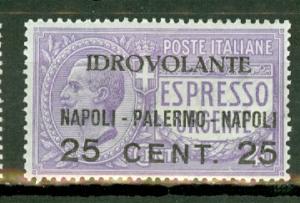 POSTE ITALIANE
IDROVOLANTE
ESPRESSO
NAPOLI - PALERMO - NAPOLI
25 CENT. 25